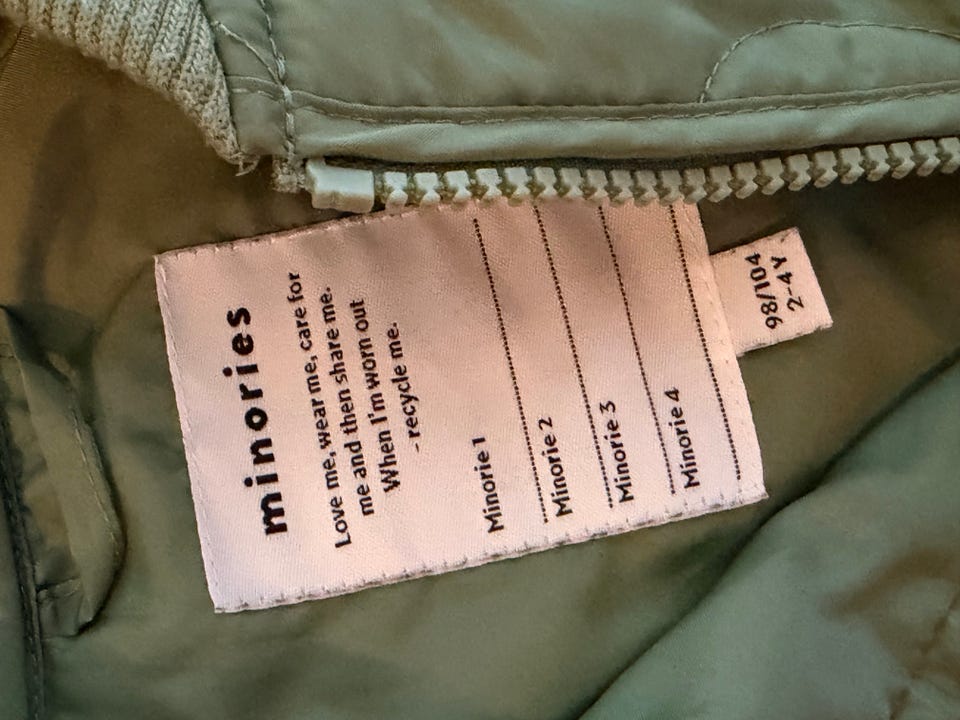 minories
Love me, wear me, care for
me and then share me.
When I'm worn out
- recycle me.
Minorie 1
Minorie 2
Minorie 3
Minorie 4
98/104
2-4Y